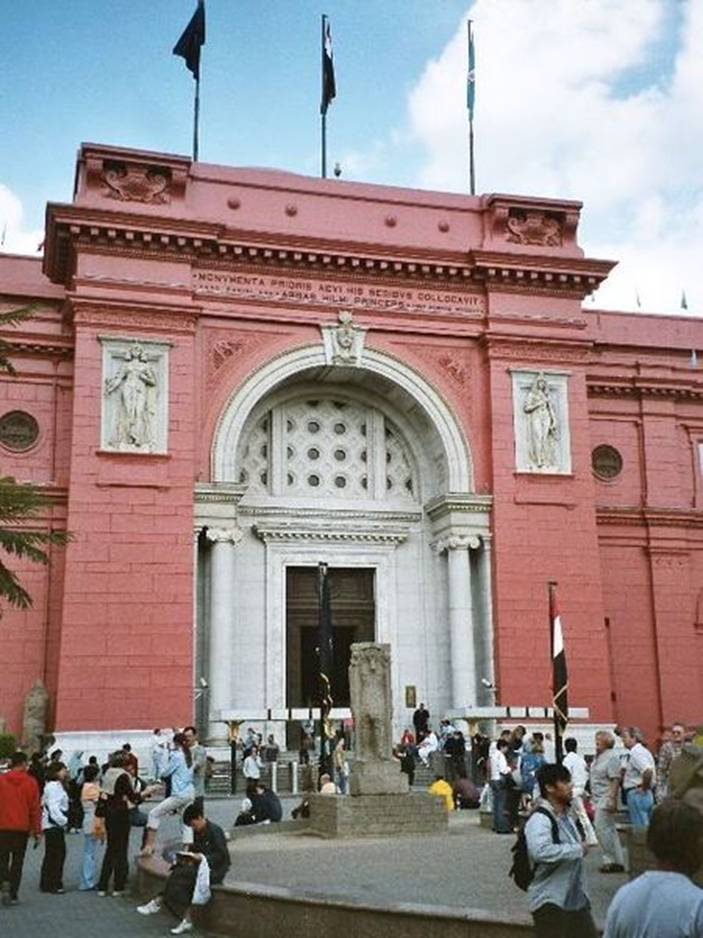 MONVMENTA PRIORIS AEVI HIS SEDIBVS COLLOCAVIT
ABBAS HILMI PRINCEPS